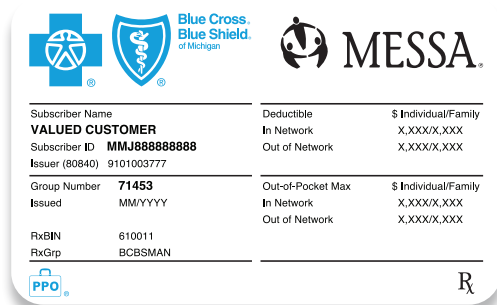 Blue Cross
Blue Shield
of Michigan
MESSA
Subscriber Name
VALUED CUSTOMER
Subscriber ID MMJ888888888
Issuer (80840) 9101003777
Group Number 71453
Issued MM/YYYY
RxBIN 610011
RxGrp BCBSMAN
Deductible $ Individual/Family
In Network X,XXX/X,XXX
Out of Network X,XXX/X,XXX
Out-of-Pocket Max $ Individual/Family
In Network X,XXX/X,XXX
Out of Network X,XXX/X,XXX
PPO ®
Rx